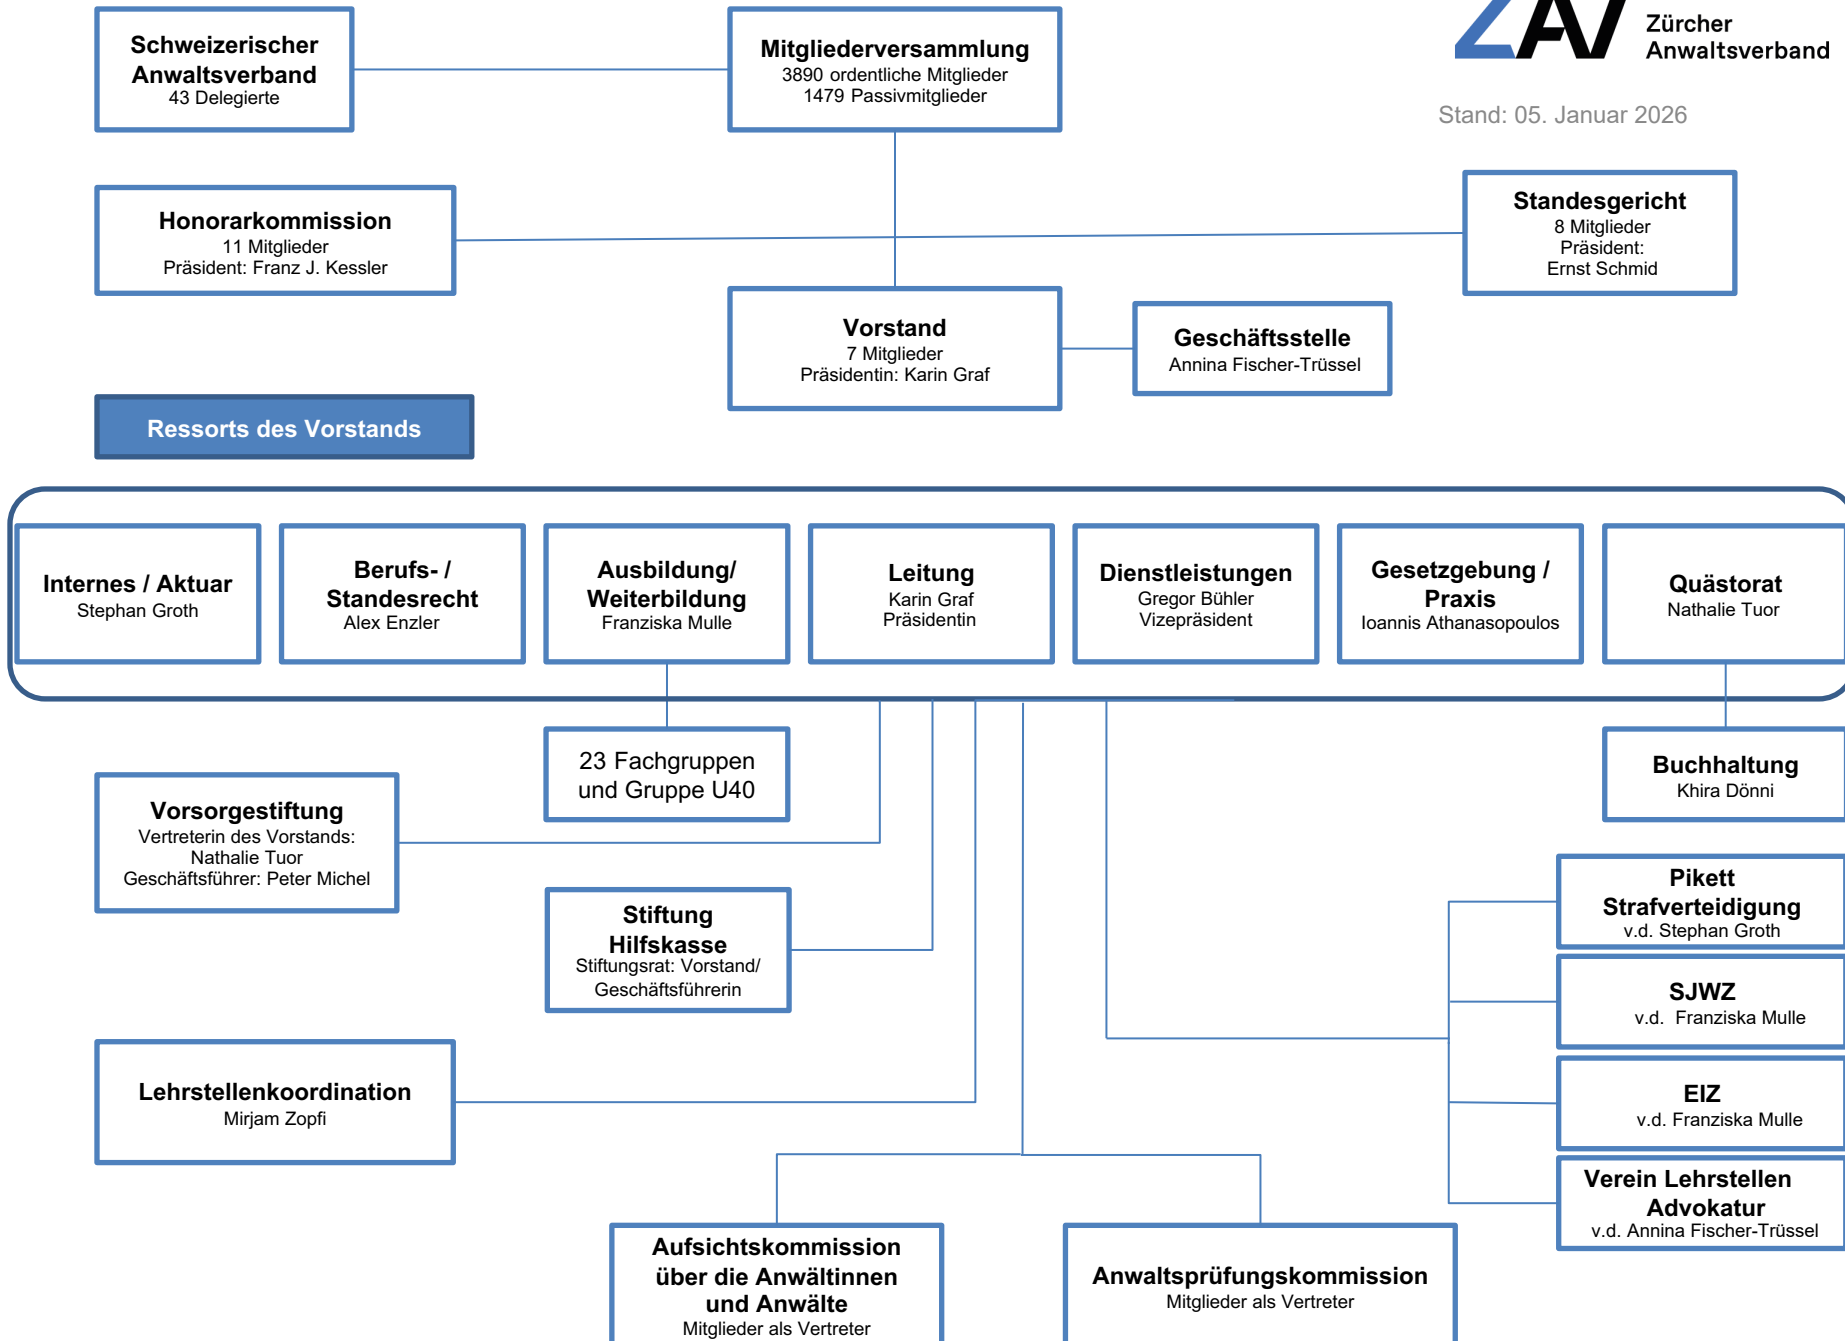 Schweizerischer
Anwaltsverband
43 Delegierte
Mitgliederversammlung
3890 ordentliche Mitglieder
1479 Passivmitglieder
ZAV
Zürcher
Anwaltsverband
Stand: 05. Januar 2026
Honorarkommission
11 Mitglieder
Präsident: Franz J. Kessler
Standesgericht
8 Mitglieder
Präsident:
Ernst Schmid
Vorstand
7 Mitglieder
Präsidentin: Karin Graf
Geschäftsstelle
Annina Fischer-Trüssel
Ressorts des Vorstands
Internes / Aktuar
Stephan Groth
Berufs- /
Standesrecht
Alex Enzler
Ausbildung/
Weiterbildung
Franziska Mulle
Leitung
Karin Graf
Präsidentin
Dienstleistungen
Gregor Bühler
Vizepräsident
Gesetzgebung /
Praxis
Ioannis Athanasopoulos
Quästorat
Nathalie Tuor
23 Fachgruppen
und Gruppe U40
Buchhaltung
Khira Dönni
Vorsorgestiftung
Vertreterin des Vorstands:
Nathalie Tuor
Geschäftsführer: Peter Michel
Stiftung
Hilfskasse
Stiftungsrat: Vorstand/
Geschäftsführerin
Pikett
Strafverteidigung
v.d. Stephan Groth
SJWZ
v.d. Franziska Mulle
EIZ
v.d. Franziska Mulle
Verein Lehrstellen
Advokatur
v.d. Annina Fischer-Trüssel
Lehrstellenkoordination
Mirjam Zopfi
Aufsichtskommission
über die Anwältinnen
und Anwälte
Mitglieder als Vertreter
Anwaltsprüfungskommission
Mitglieder als Vertreter